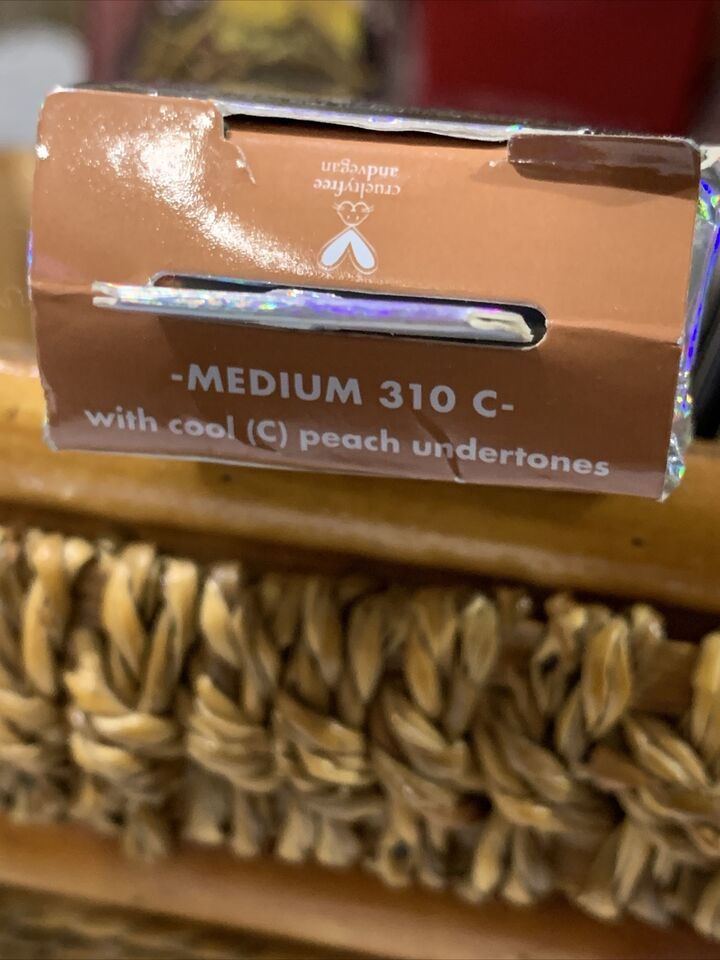 crueltyfree
andvegan
-MEDIUM 310 C-
with cool (C) peach undertones